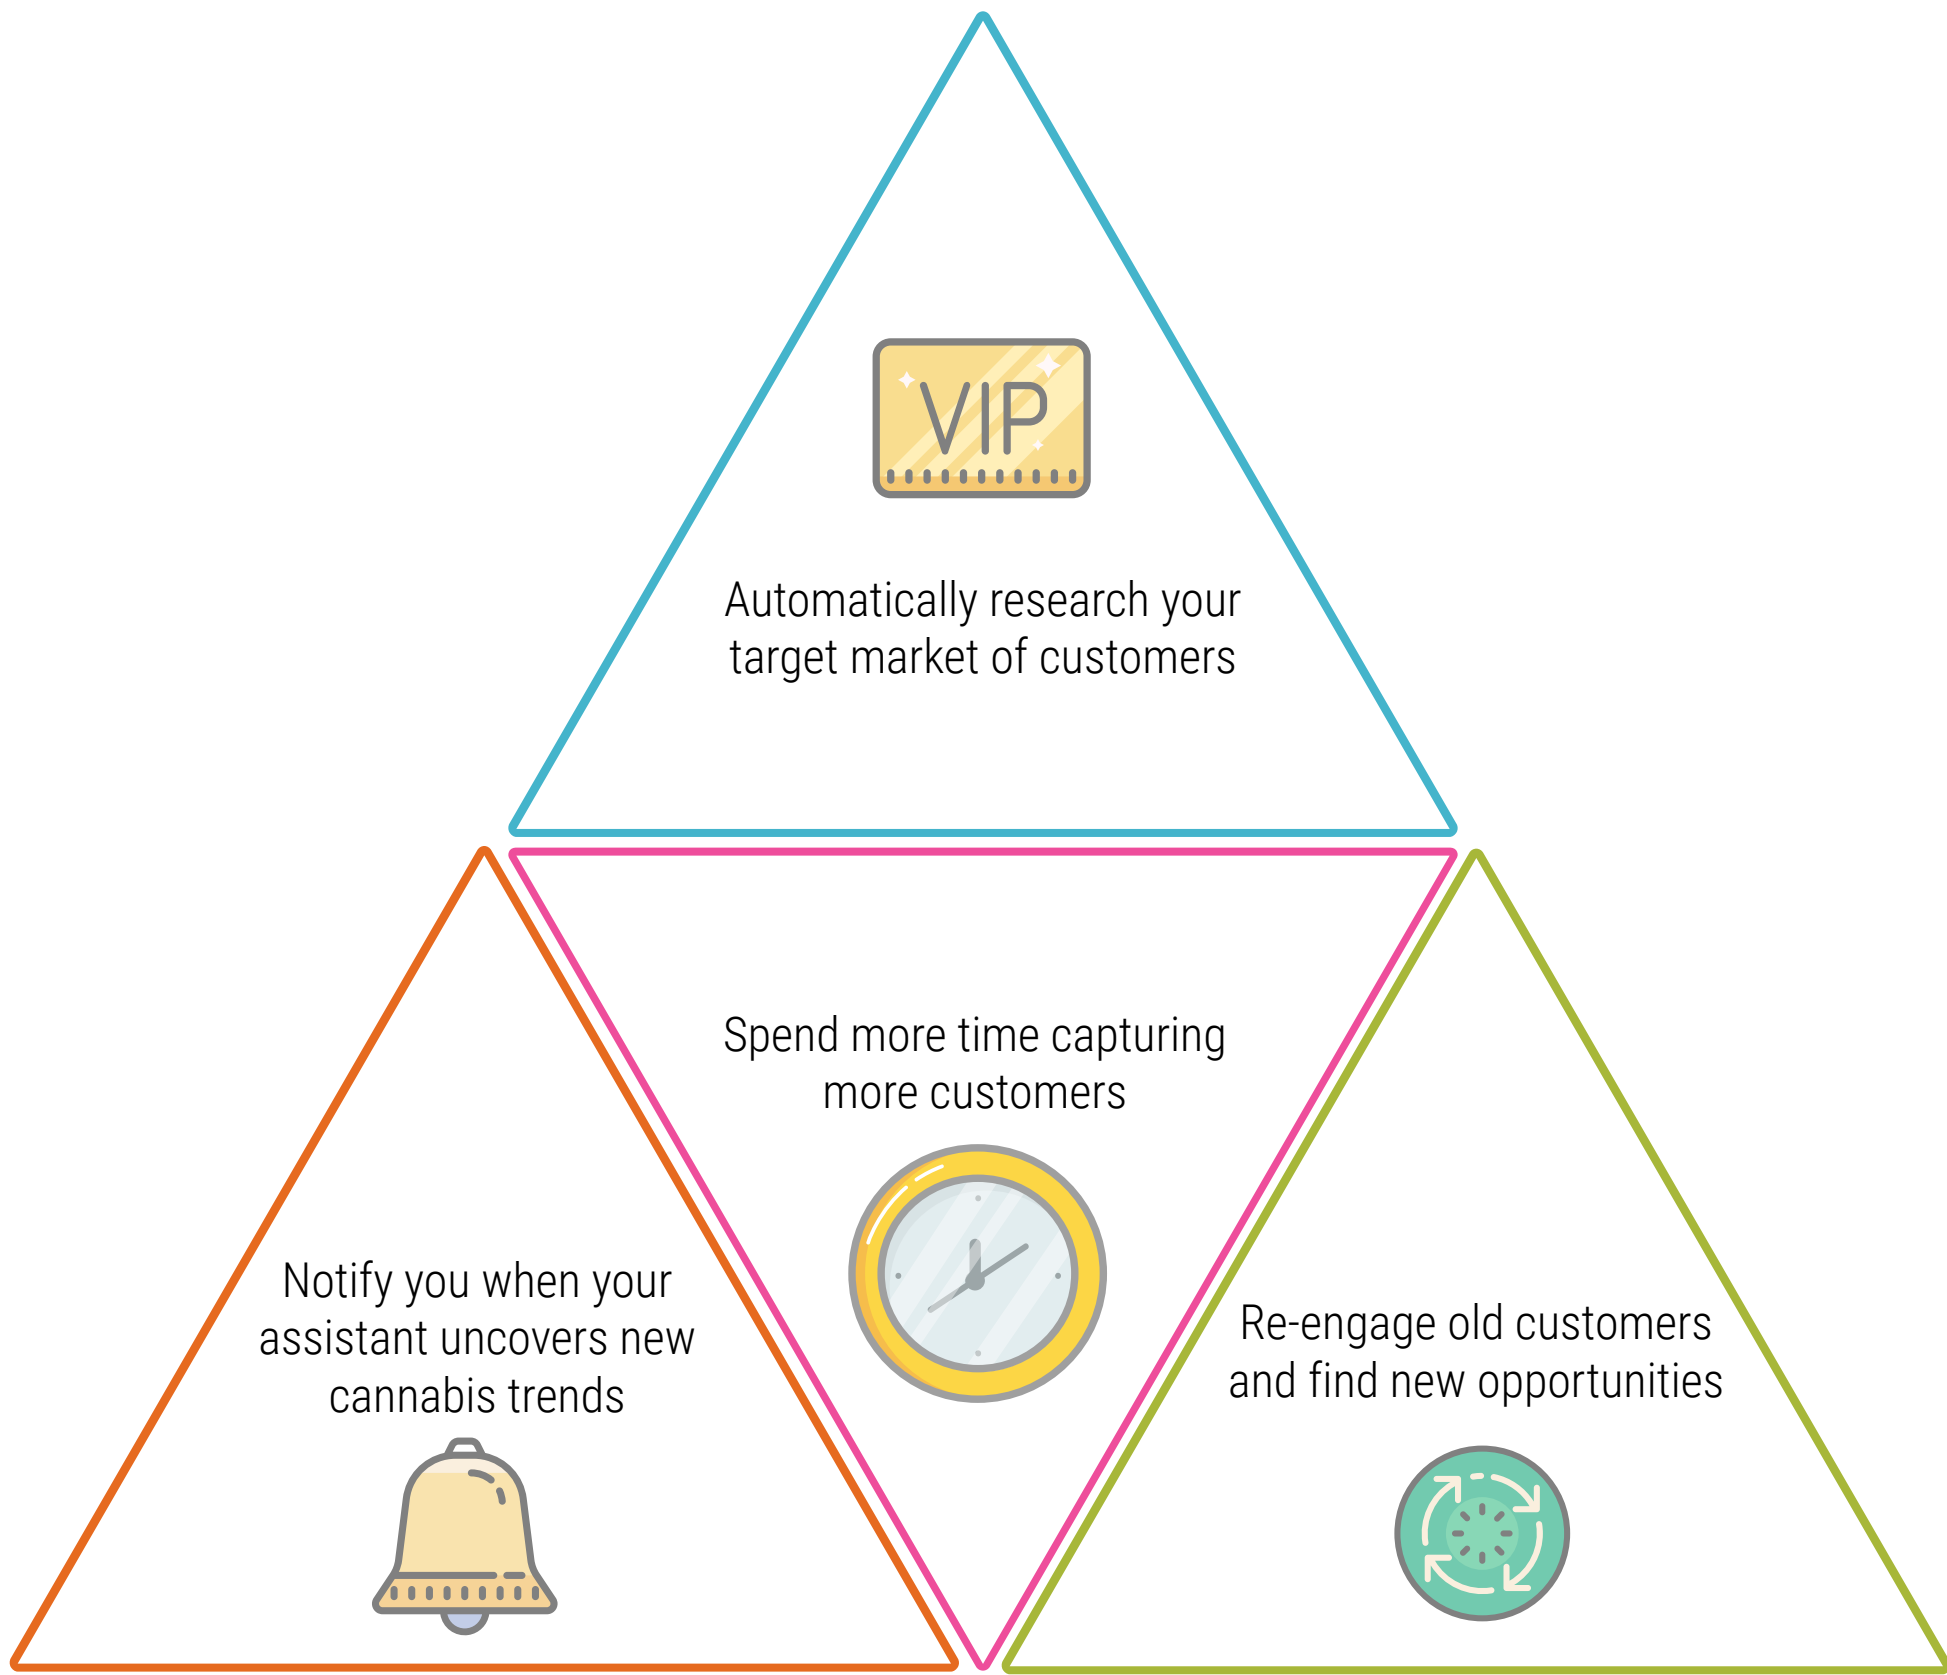 VIP
Automatically research your
target market of customers
Spend more time capturing
more customers
Notify you when your
assistant uncovers new
cannabis trends
Re-engage old customers
and find new opportunities